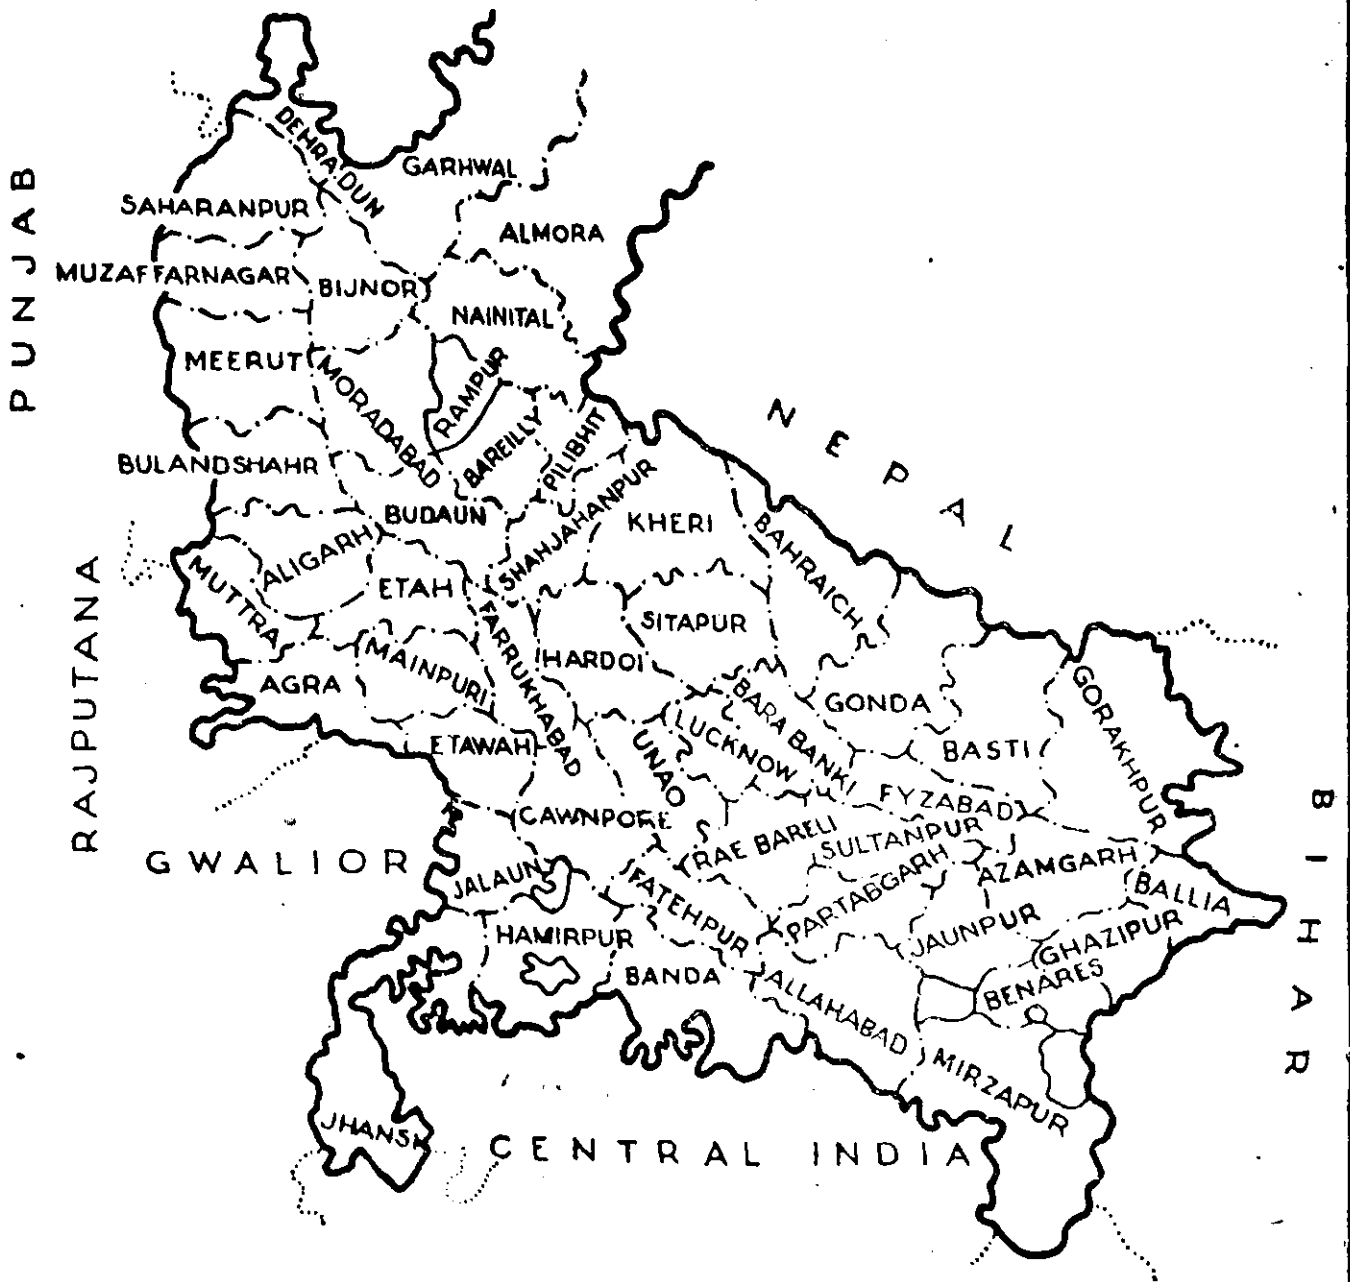 DEHRADUN
GARHWAL
SAHARANPUR
ALMORA
PUNJAB
MUZAFFARNAGAR
BIJNOR
NAINITAL
MEERUT
MORADABAD
RAMPUR
BAREILLY
PILIBHIT
NEPAL
BULANDSHAHR
BUDAUN
SHAHJAHANPUR
KHERI
BAHRAICH
ALIGARH
MUTTRA
ETAH
FARRUKHABAD
SITAPUR
HARDOI
RAJPUTANA
AGRA
MAINPURI
GONDA
GORAKHPUR
BARA BANKI
LUCKNOW
UNAO
ETAWAH
BASTI
FYZABAD
BIHAR
CAWNPORE
RAE BARELI
SULTANPUR
GWALIOR
JALAUN
FATEHPUR
PARTABGARH
AZAMGARH
BALLIA
HAMIRPUR
JAUNPUR
GHAZIPUR
BANDA
ALLAHABAD
BENARES
MIRZAPUR
JHANSI
CENTRAL INDIA